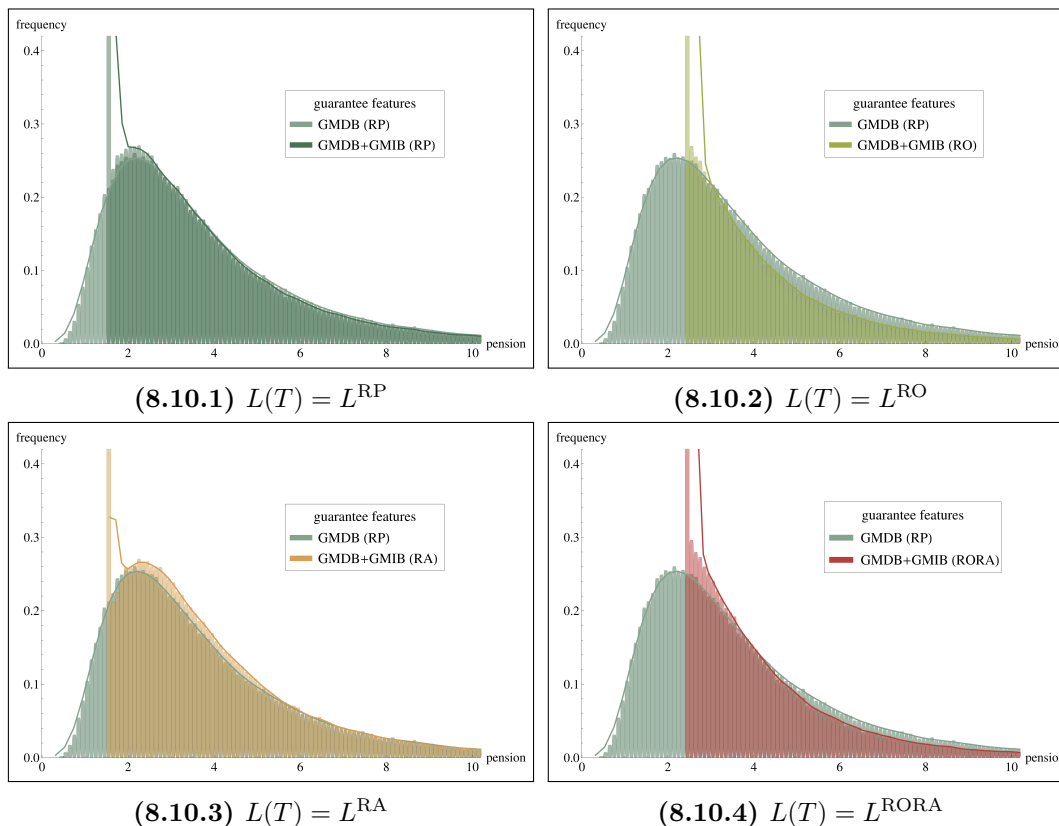 frequency
0.4
0.3
0.2
0.1
0.0
0 2 4 6 8 10
pension
guarantee features
GMDB (RP)
GMDB+GMIB (RP)
(8.10.1) L(T) = L^RP
frequency
0.4
0.3
0.2
0.1
0.0
0 2 4 6 8 10
pension
guarantee features
GMDB (RP)
GMDB+GMIB (RO)
(8.10.2) L(T) = L^RO
frequency
0.4
0.3
0.2
0.1
0.0
0 2 4 6 8 10
pension
guarantee features
GMDB (RP)
GMDB+GMIB (RA)
(8.10.3) L(T) = L^RA
frequency
0.4
0.3
0.2
0.1
0.0
0 2 4 6 8 10
pension
guarantee features
GMDB (RP)
GMDB+GMIB (RORA)
(8.10.4) L(T) = L^RORA